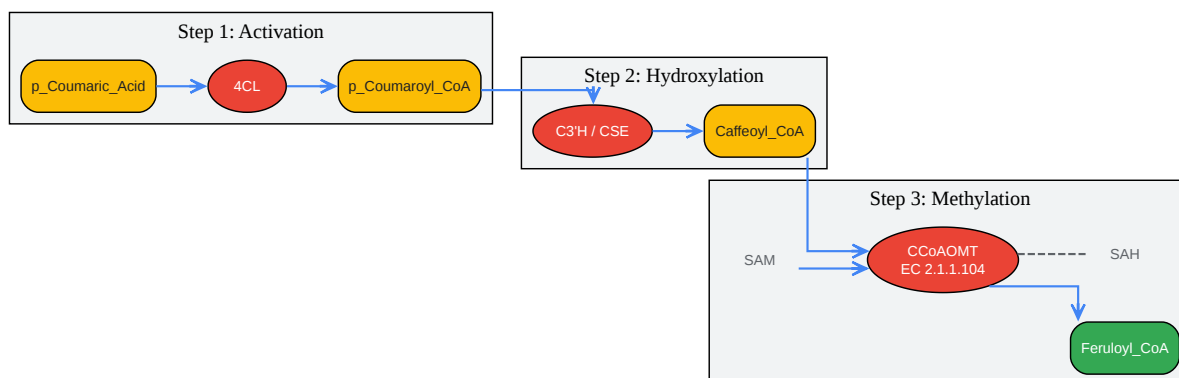 Step 1: Activation
p_Coumaric_Acid
4CL
p_Coumaroyl_CoA
Step 2: Hydroxylation
C3'H / CSE
Caffeoyl_CoA
Step 3: Methylation
SAM
CCoAOMT
EC 2.1.1.104
SAH
Feruloyl_CoA